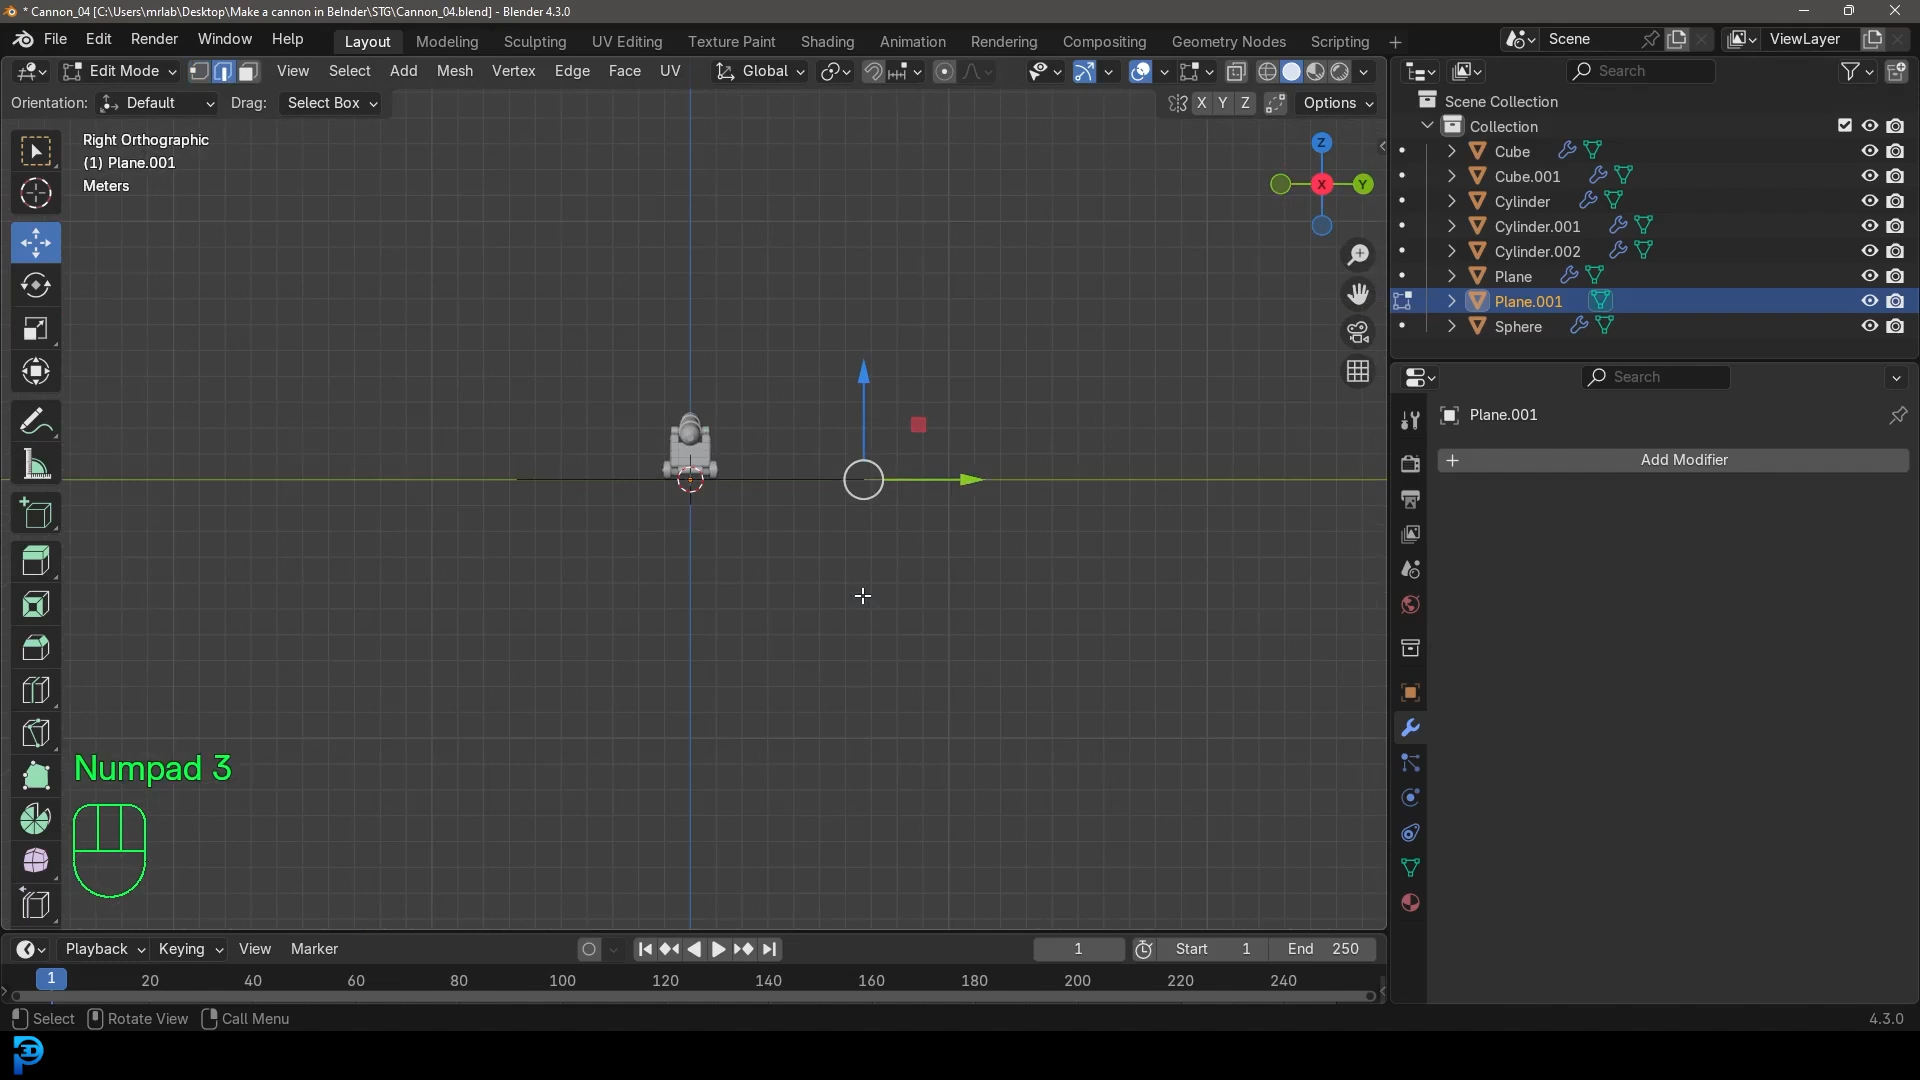 * Cannon_04 [C:\Users\mrlab\Desktop\Make a cannon in Belnder\STG\Cannon_04.blend] - Blender 4.3.0
File Edit Render Window Help Layout Modeling Sculpting UV Editing Texture Paint Shading Animation Rendering Compositing Geometry Nodes Scripting + Scene ViewLayer
Edit Mode View Select Add Mesh Vertex Edge Face UV Global Search
Orientation: Default Drag: Select Box X Y Z Options
Scene Collection
Collection
Right Orthographic
(1) Plane.001
Meters
Z
Y
X
Cube
Cube.001
Cylinder
Cylinder.001
Cylinder.002
Plane
Plane.001
Sphere
Search
Plane.001
+ Add Modifier
Numpad 3
Playback Keying View Marker 1 Start 1 End 250
1 20 40 60 80 100 120 140 160 180 200 220 240
Select Rotate View Call Menu 4.3.0
3D